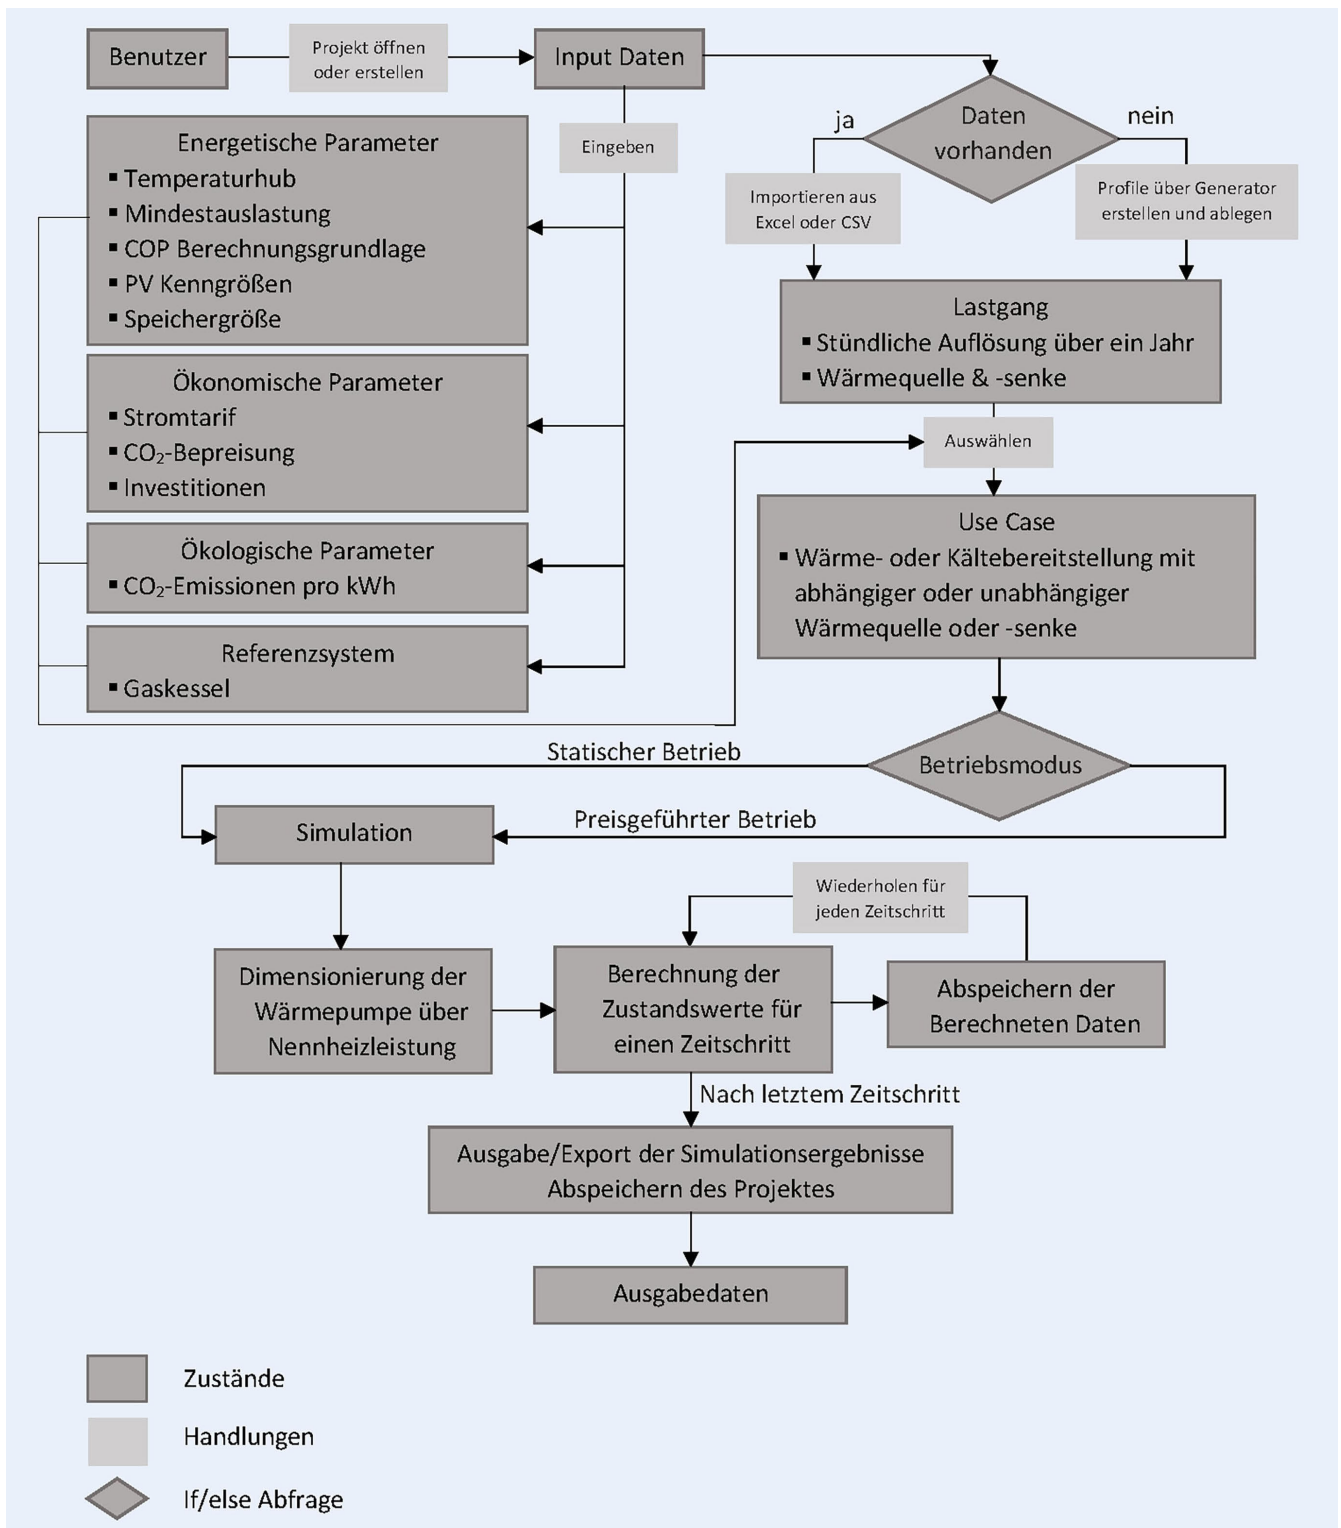 Benutzer
Projekt öffnen
oder erstellen
Input Daten
Eingeben
Daten
vorhanden
ja
nein
Importieren aus
Excel oder CSV
Profile über Generator
erstellen und ablegen
Energetische Parameter
▪ Temperaturhub
▪ Mindestauslastung
▪ COP Berechnungsgrundlage
▪ PV Kenngrößen
▪ Speichergröße
Ökonomische Parameter
▪ Stromtarif
▪ CO₂-Bepreisung
▪ Investitionen
Ökologische Parameter
▪ CO₂-Emissionen pro kWh
Referenzsystem
▪ Gaskessel
Lastgang
▪ Stündliche Auflösung über ein Jahr
▪ Wärmequelle & -senke
Auswählen
Use Case
▪ Wärme- oder Kältebereitstellung mit
abhängiger oder unabhängiger
Wärmequelle oder -senke
Betriebsmodus
Statischer Betrieb
Preisgeführter Betrieb
Simulation
Wiederholen für
jeden Zeitschritt
Dimensionierung der
Wärmepumpe über
Nennheizleistung
Berechnung der
Zustandswerte für
einen Zeitschritt
Abspeichern der
Berechneten Daten
Nach letztem Zeitschritt
Ausgabe/Export der Simulationsergebnisse
Abspeichern des Projektes
Ausgabedaten
Zustände
Handlungen
If/else Abfrage